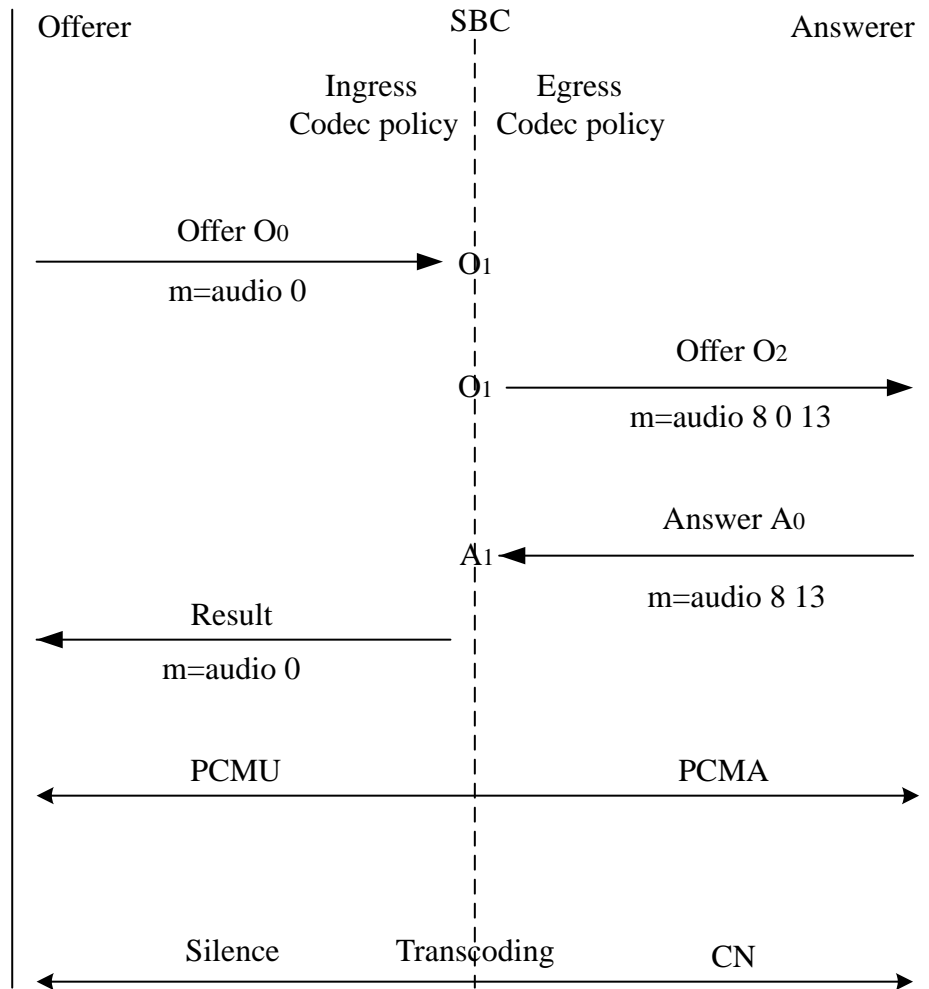 Offerer SBC Answerer
Ingress Codec policy
Egress Codec policy
Offer O0
O1
m=audio 0
Offer O2
O1
m=audio 8 0 13
Answer A0
A1
m=audio 8 13
Result
m=audio 0
PCMU PCMA
Silence Transcoding CN